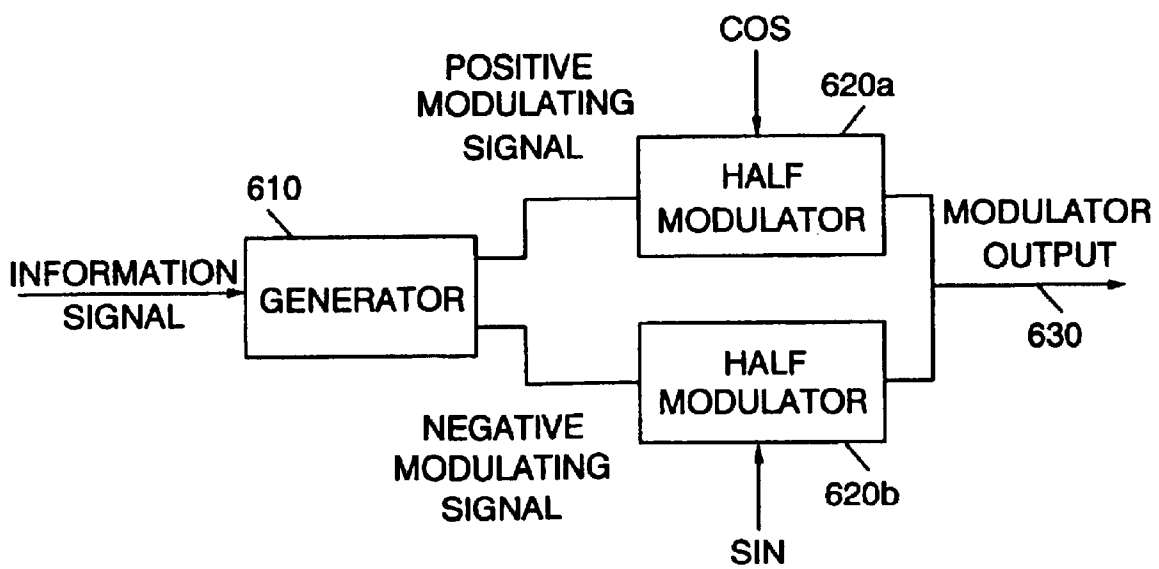 COS
POSITIVE
MODULATING
SIGNAL
620a
HALF
MODULATOR
610
INFORMATION
SIGNAL
GENERATOR
MODULATOR
OUTPUT
630
HALF
MODULATOR
NEGATIVE
MODULATING
SIGNAL
620b
SIN